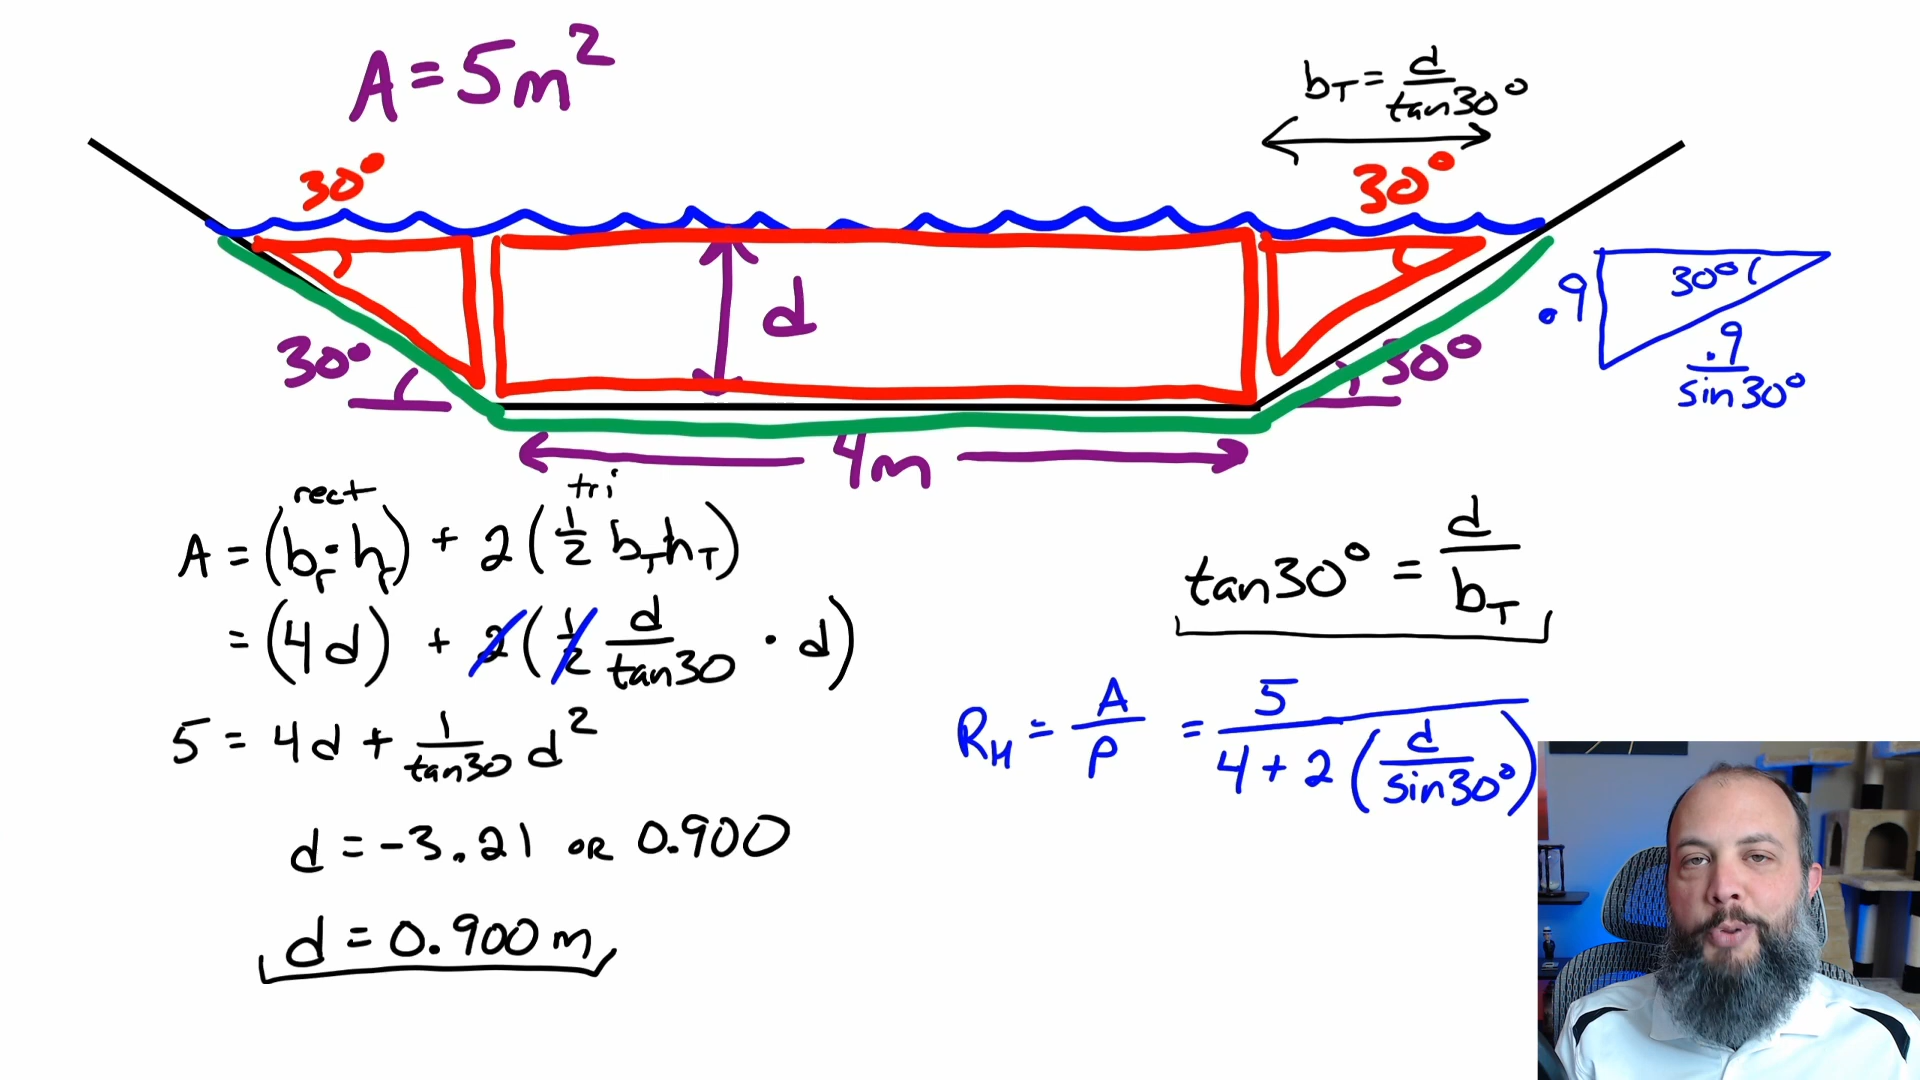 A = 5m²
b_T = d/tan30°
30°
30°
d
30°
30°
.9
30°
.9/sin30°
4m
rect
tri
A = (b_r · h_r) + 2(1/2 b_T h_T)
= (4d) + 2(1/2 d/tan30 · d)
5 = 4d + 1/tan30 d²
d = -3.21 OR 0.900
d = 0.900 m
tan30° = d/b_T
R_H = A/P = 5/4+2(d/sin30°)